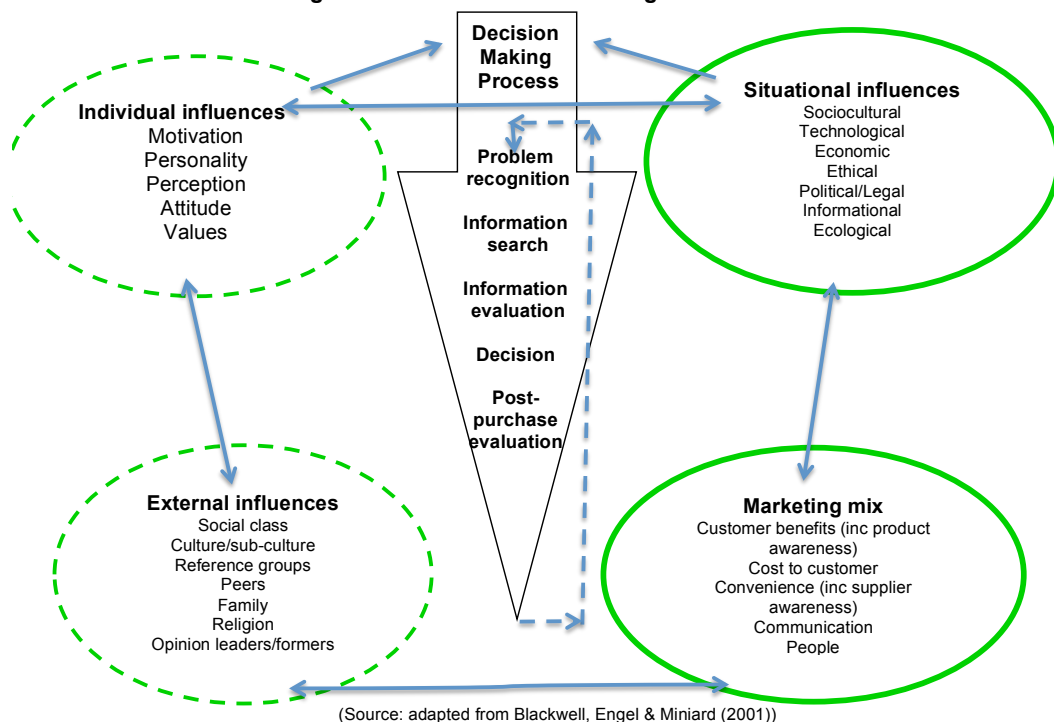 Decision
Making
Process
Individual influences
Motivation
Personality
Perception
Attitude
Values
Situational influences
Sociocultural
Technological
Economic
Ethical
Political/Legal
Informational
Ecological
Problem
recognition
Information
search
Information
evaluation
Decision
Post-
purchase
evaluation
External influences
Social class
Culture/sub-culture
Reference groups
Peers
Family
Religion
Opinion leaders/formers
Marketing mix
Customer benefits (inc product
awareness)
Cost to customer
Convenience (inc supplier
awareness)
Communication
People
(Source: adapted from Blackwell, Engel & Miniard (2001))